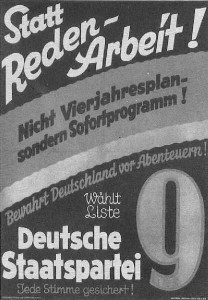 Statt
Reden-
Arbeit!
Nicht Vierjahresplan-
sondern Sofortprogramm!
Bewahrt Deutschland vor Abenteuern!
Wählt
Liste
9
Deutsche
Staatspartei
Jede Stimme gesichert!